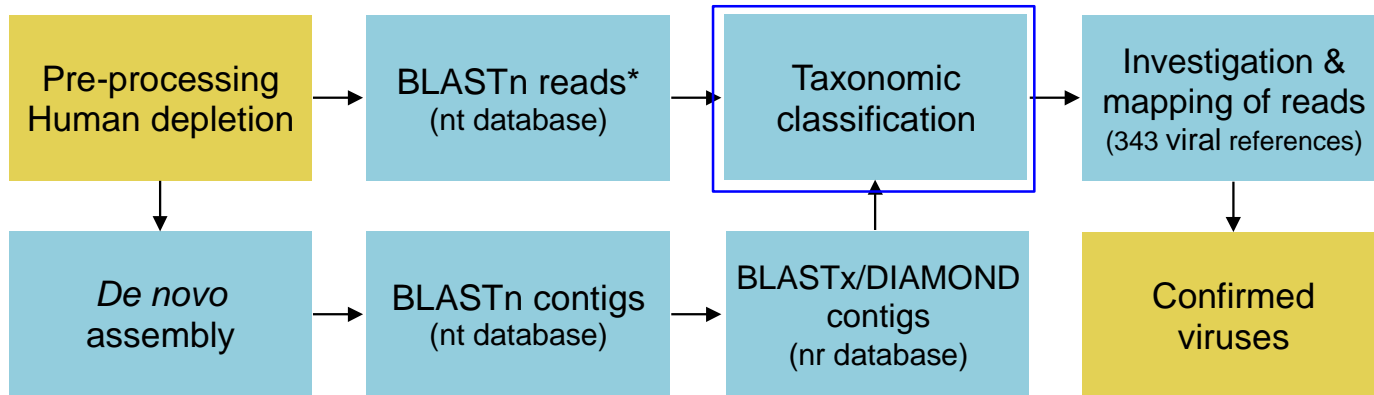 Pre-processing
Human depletion
BLASTn reads*
(nt database)
Taxonomic
classification
Investigation &
mapping of reads
(343 viral references)
De novo
assembly
BLASTn contigs
(nt database)
BLASTx/DIAMOND
contigs
(nr database)
Confirmed
viruses